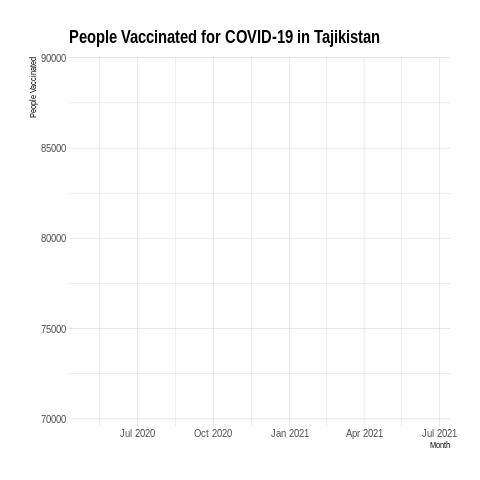 People Vaccinated for COVID-19 in Tajikistan
People Vaccinated
90000
85000
80000
75000
70000
Jul 2020 Oct 2020 Jan 2021 Apr 2021 Jul 2021
Month